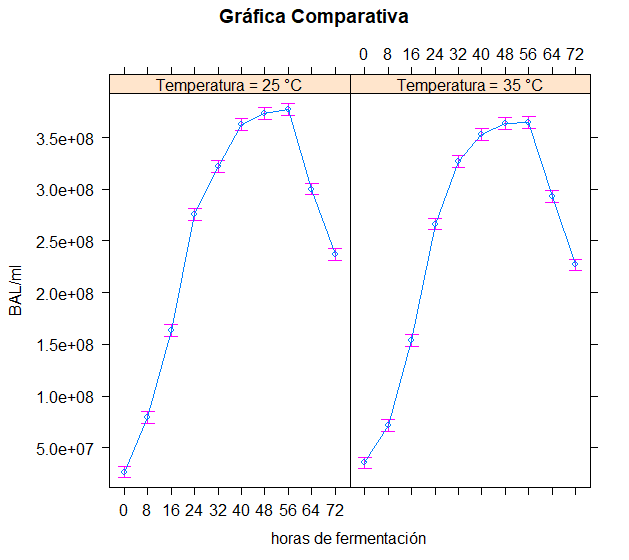 Gráfica Comparativa
0 8 16 24 32 40 48 56 64 72
Temperatura = 25 °C
Temperatura = 35 °C
3.5e+08
3.0e+08
2.5e+08
2.0e+08
1.5e+08
1.0e+08
5.0e+07
BAL/ml
0 8 16 24 32 40 48 56 64 72
horas de fermentación